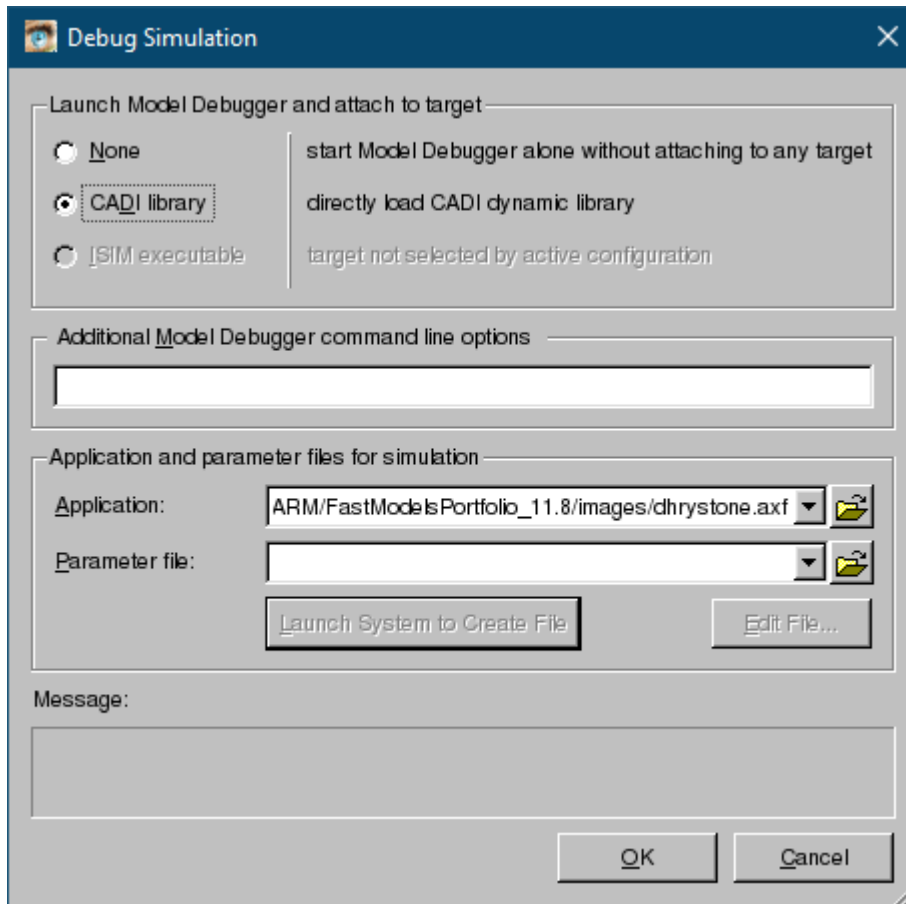 Debug Simulation
Launch Model Debugger and attach to target
None
start Model Debugger alone without attaching to any target
CADI library
directly load CADI dynamic library
ISIM executable
target not selected by active configuration
Additional Model Debugger command line options
Application and parameter files for simulation
Application:
ARM/FastModelsPortfolio_11.8/images/dhrystone.axf
Parameter file:
Launch System to Create File
Edit File...
Message:
OK
Cancel